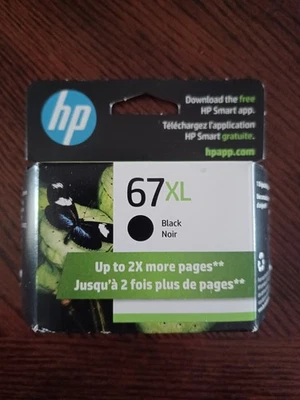 hp
Download the free
HP Smart app.
Téléchargez l'application
HP Smart gratuite.
hpapp.com
67XL
Black
Noir
Up to 2X more pages**
Jusqu'à 2 fois plus de pages**